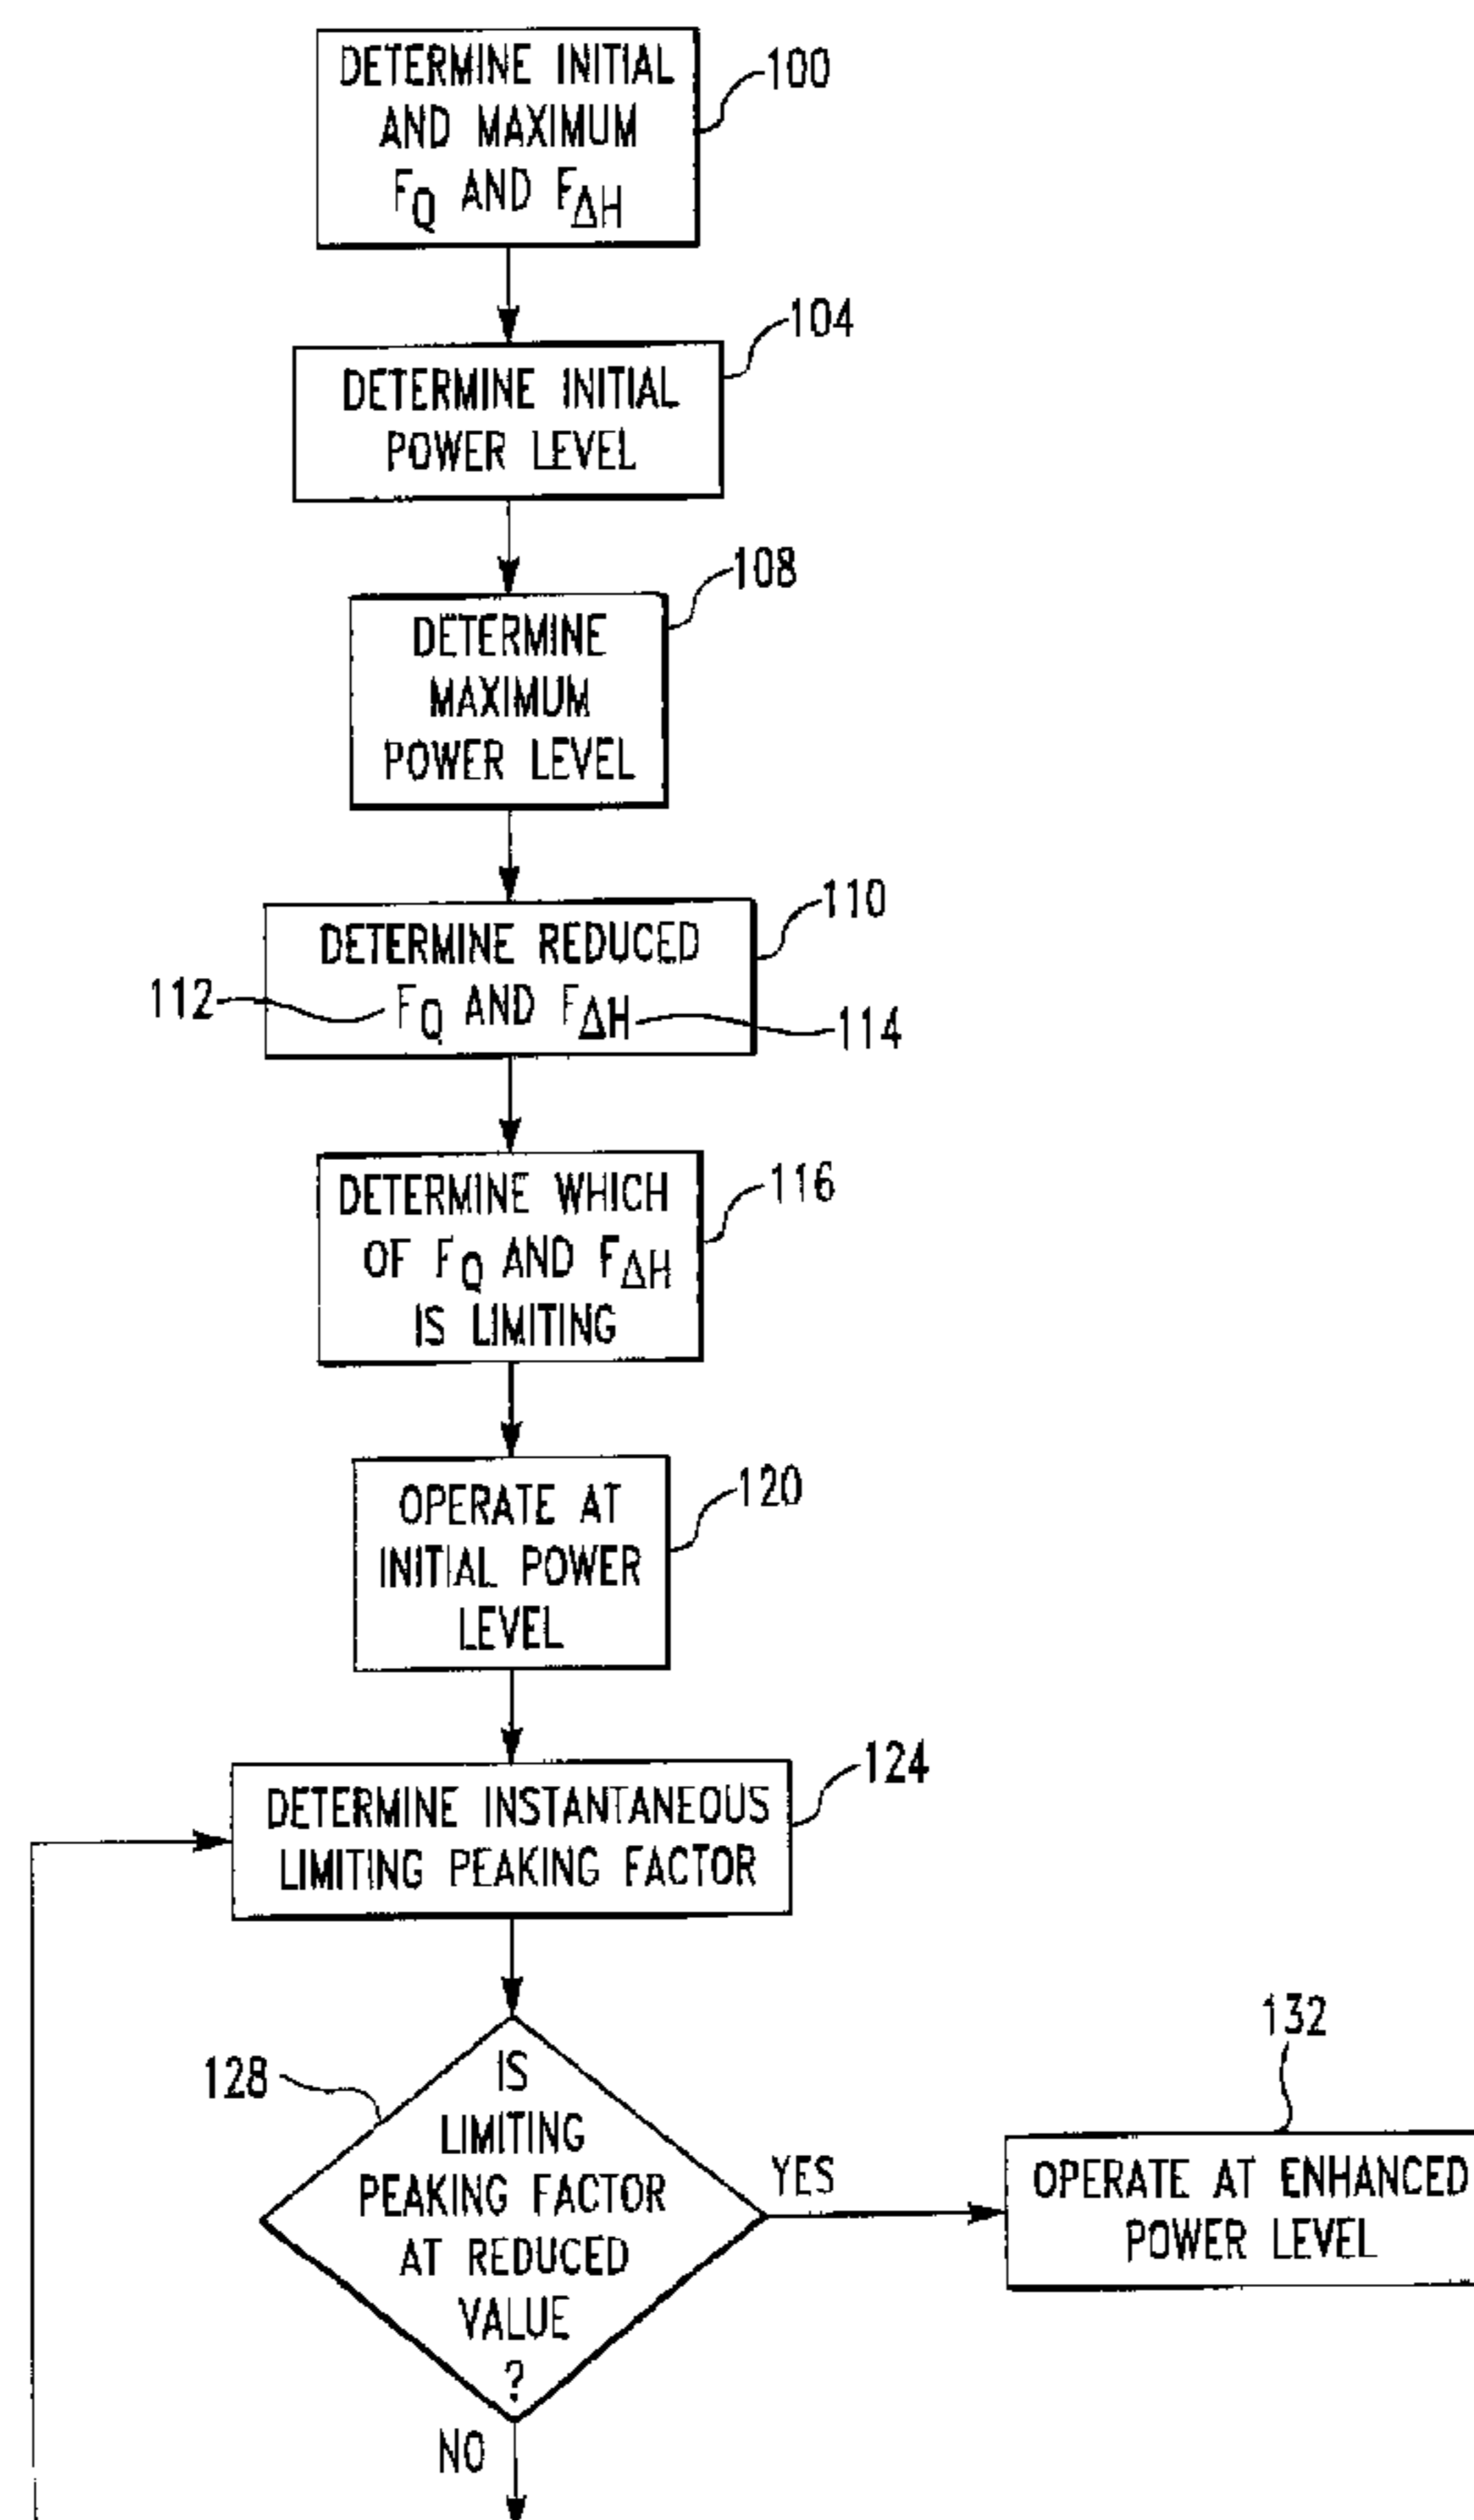 DETERMINE INITIAL
AND MAXIMUM
FQ AND FΔH
100
DETERMINE INITIAL
POWER LEVEL
104
DETERMINE
MAXIMUM
POWER LEVEL
108
DETERMINE REDUCED
FQ AND FΔH
110
112
114
DETERMINE WHICH
OF FQ AND FΔH
IS LIMITING
116
OPERATE AT
INITIAL POWER
LEVEL
120
DETERMINE INSTANTANEOUS
LIMITING PEAKING FACTOR
124
IS
LIMITING
PEAKING FACTOR
AT REDUCED
VALUE
?
128
YES
NO
132
OPERATE AT ENHANCED
POWER LEVEL